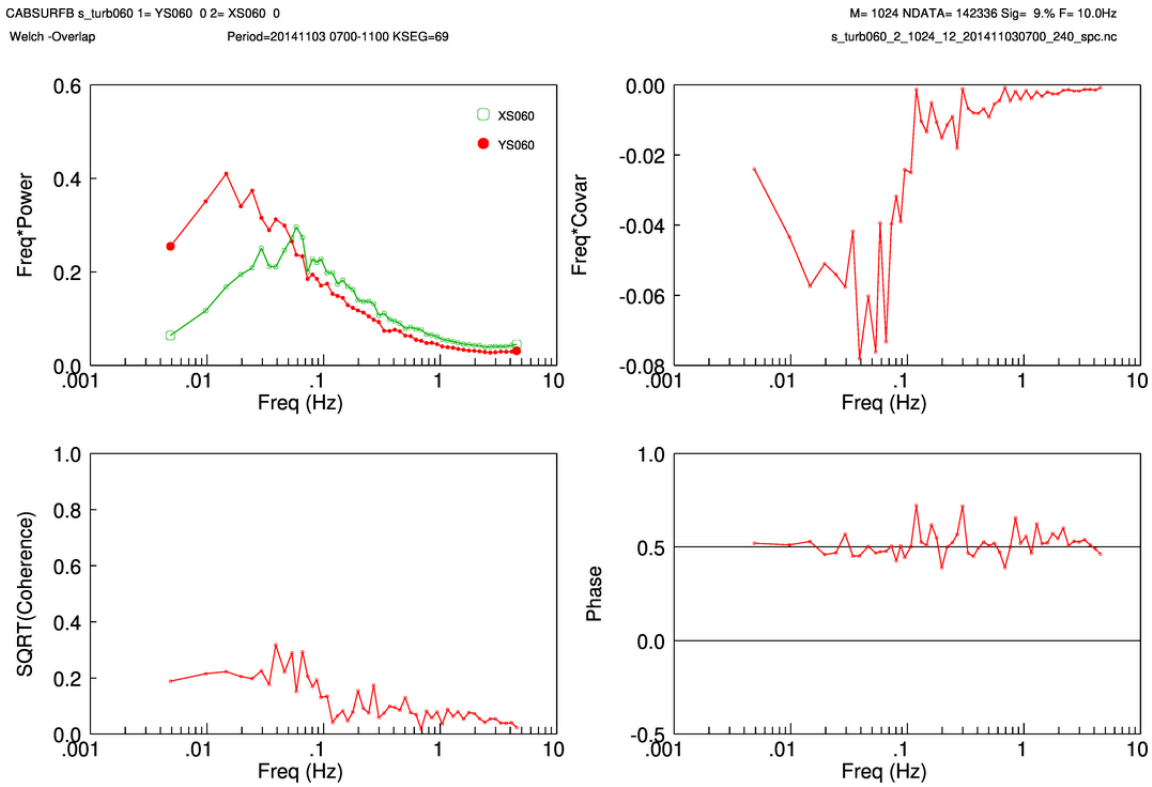 CABSURFB s_turb060 1= YS060 0 2= XS060 0
M= 1024 NDATA= 142336 Sig= 9.% F= 10.0Hz
Welch -Overlap
Period=20141103 0700-1100 KSEG=69
s_turb060_2_1024_12_201411030700_240_spc.nc
0.6
0.4
0.2
0.0
Freq*Power
XS060
YS060
.001
.01
.1
1
10
Freq (Hz)
0.00
-0.02
-0.04
-0.06
-0.08
Freq*Covar
.001
.01
.1
1
10
Freq (Hz)
1.0
0.8
0.6
0.4
0.2
0.0
SQRT(Coherence)
.001
.01
.1
1
10
Freq (Hz)
1.0
0.5
0.0
-0.5
Phase
.001
.01
.1
1
10
Freq (Hz)